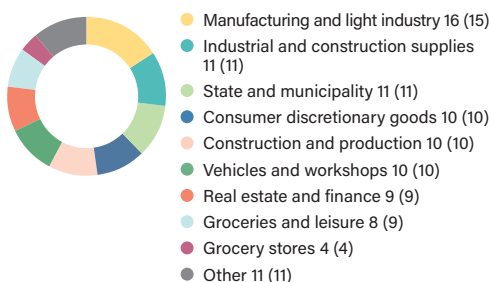 Manufacturing and light industry 16 (15)
Industrial and construction supplies
11 (11)
State and municipality 11 (11)
Consumer discretionary goods 10 (10)
Construction and production 10 (10)
Vehicles and workshops 10 (10)
Real estate and finance 9 (9)
Groceries and leisure 8 (9)
Grocery stores 4 (4)
Other 11 (11)